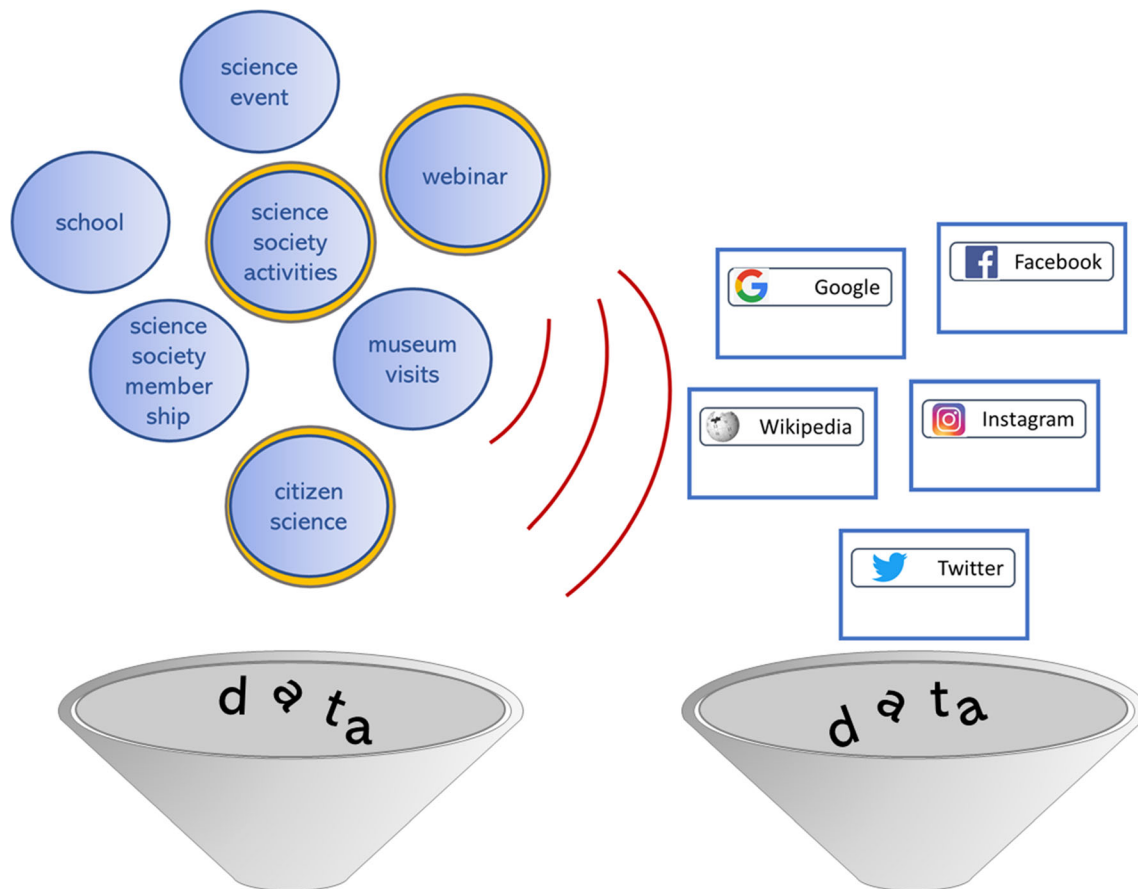 science
event
webinar
school
science
society
activities
science
society
member
ship
museum
visits
citizen
science
Google
Facebook
Wikipedia
Instagram
Twitter
data
data